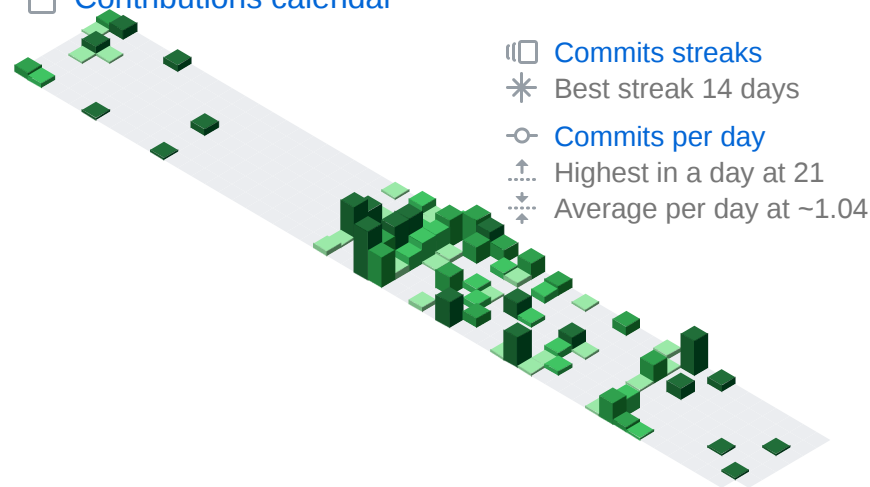 Contributions calendar
Commits streaks
Best streak 14 days
Commits per day
Highest in a day at 21
Average per day at ~1.04